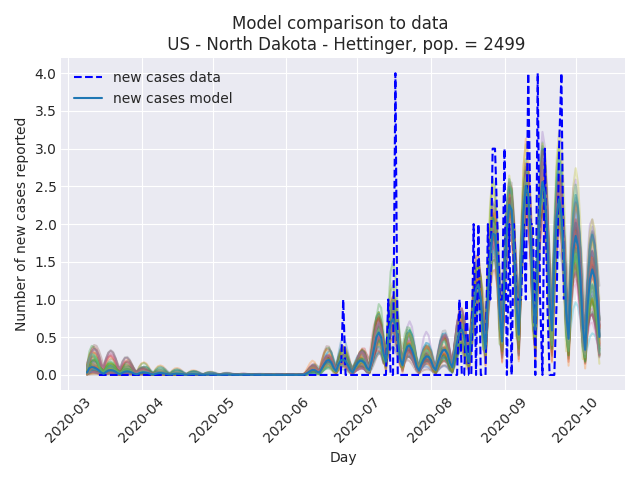 Model comparison to data
US - North Dakota - Hettinger, pop. = 2499
new cases data
new cases model
Number of new cases reported
4.0
3.5
3.0
2.5
2.0
1.5
1.0
0.5
0.0
2020-03
2020-04
2020-05
2020-06
2020-07
2020-08
2020-09
2020-10
Day